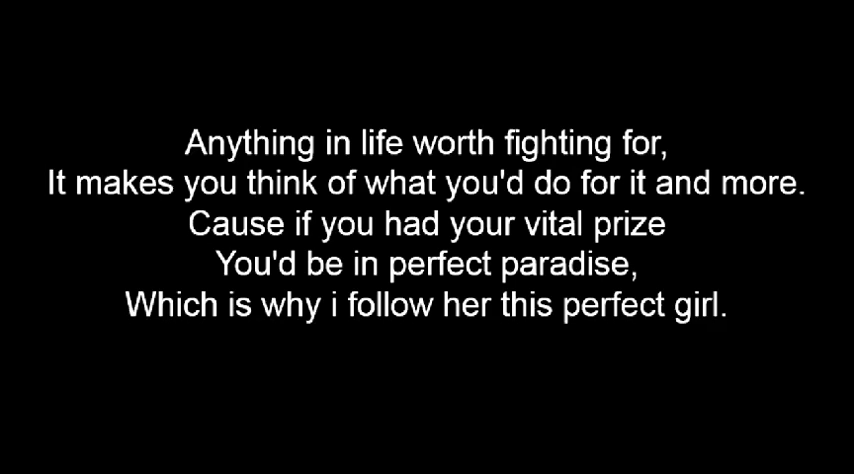 Anything in life worth fighting for,
It makes you think of what you'd do for it and more.
Cause if you had your vital prize
You'd be in perfect paradise,
Which is why i follow her this perfect girl.